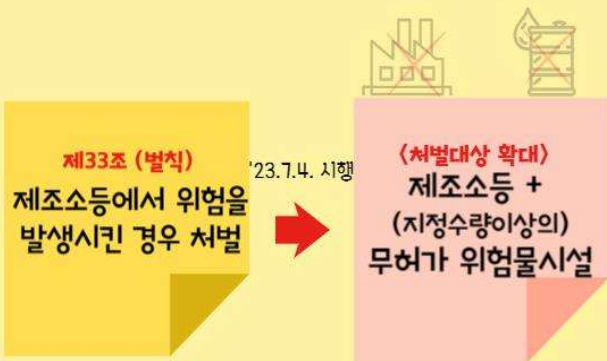 제33조 (벌칙)
제조소등에서 위험을
발생시킨 경우 처벌
'23.7.4. 시행
<처벌대상 확대>
제조소등 +
(지정수량이상의)
무허가 위험물시설